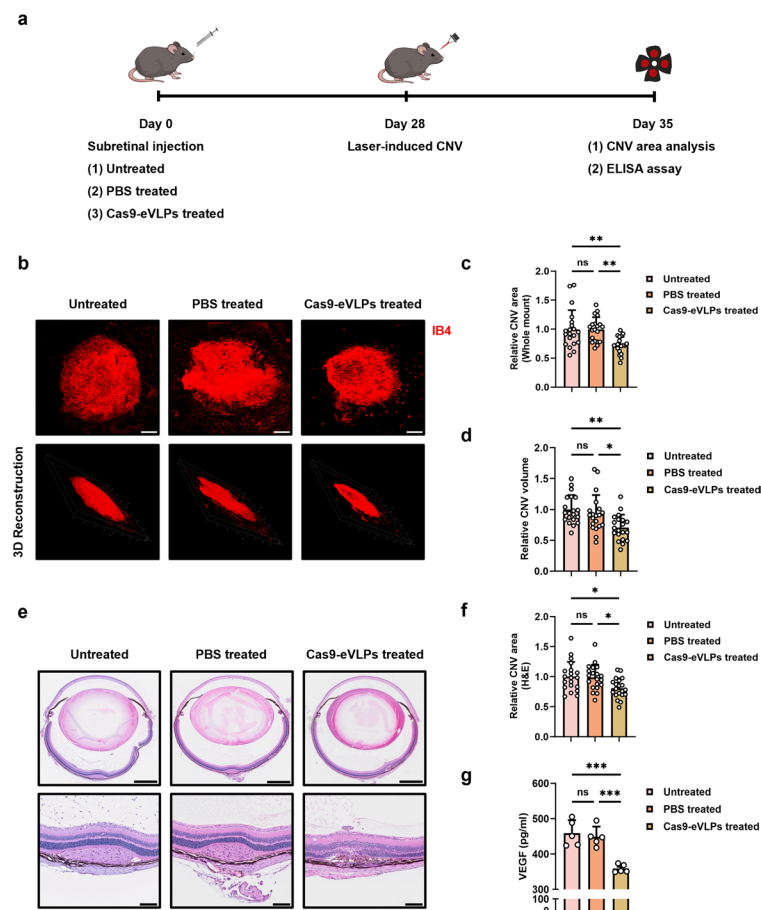 a
Day 0
Day 28
Day 35
Subretinal injection
Laser-induced CNV
(1) CNV area analysis
(1) Untreated
(2) ELISA assay
(2) PBS treated
(3) Cas9-eVLPs treated
b
Untreated
PBS treated
Cas9-eVLPs treated
IB4
3D Reconstruction
c
**
ns
**
2.0
1.5
1.0
0.5
0.0
Relative CNV area
(Whole mount)
Untreated
PBS treated
Cas9-eVLPs treated
d
**
ns
*
2.0
1.5
1.0
0.5
0.0
Relative CNV volume
Untreated
PBS treated
Cas9-eVLPs treated
e
Untreated
PBS treated
Cas9-eVLPs treated
f
*
ns
*
2.0
1.5
1.0
0.5
0.0
Relative CNV area
(H&E)
Untreated
PBS treated
Cas9-eVLPs treated
g
***
ns
***
600
500
400
300
100
0
VEGF (pg/ml)
Untreated
PBS treated
Cas9-eVLPs treated